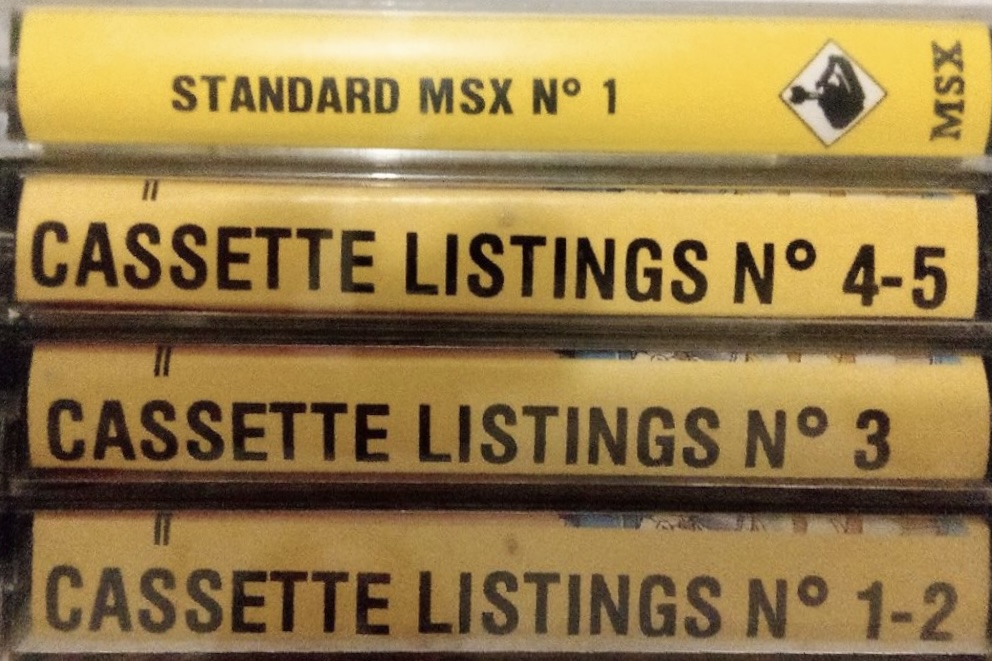 STANDARD MSX N° 1
MSX
CASSETTE LISTINGS N° 4-5
CASSETTE LISTINGS N° 3
CASSETTE LISTINGS N° 1-2